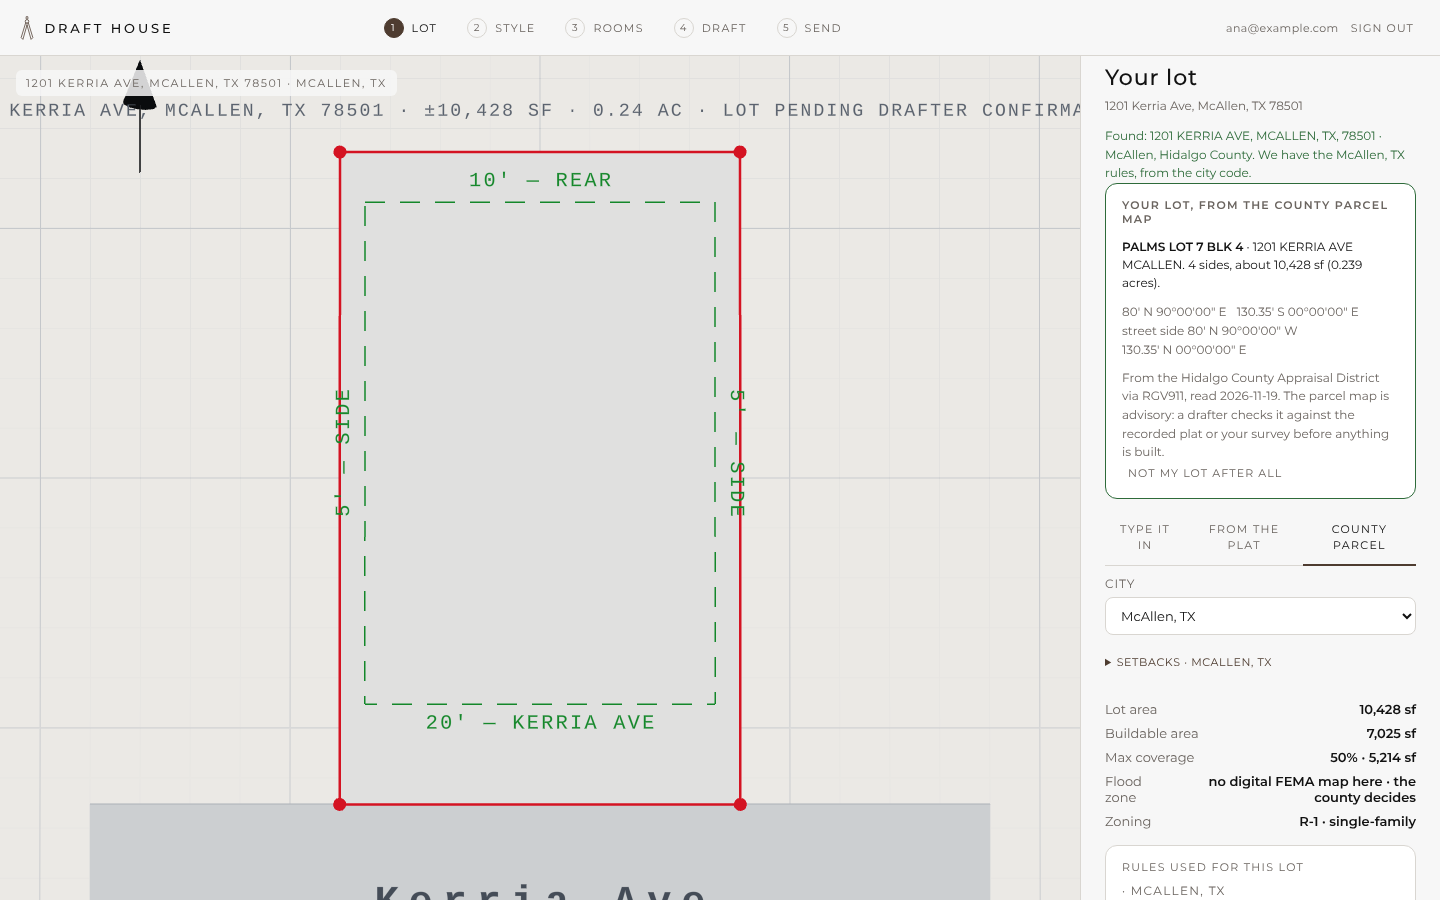 DRAFT HOUSE
1 LOT
2 STYLE
3 ROOMS
4 DRAFT
5 SEND
ana@example.com SIGN OUT
1201 KERRIA AVE, MCALLEN, TX 78501 · MCALLEN, TX
KERRIA AVE, MCALLEN, TX 78501 · ±10,428 SF · 0.24 AC · LOT PENDING DRAFTER CONFIRMA
10' — REAR
5' — SIDE
5' — SIDE
20' — KERRIA AVE
Kerria Ave
Your lot
1201 Kerria Ave, McAllen, TX 78501
Found: 1201 KERRIA AVE, MCALLEN, TX, 78501 ·
McAllen, Hidalgo County. We have the McAllen, TX
rules, from the city code.
YOUR LOT, FROM THE COUNTY PARCEL
MAP
PALMS LOT 7 BLK 4 · 1201 KERRIA AVE
MCALLEN. 4 sides, about 10,428 sf (0.239
acres).
80' N 90°00'00" E 130.35' S 00°00'00" E
street side 80' N 90°00'00" W
130.35' N 00°00'00" E
From the Hidalgo County Appraisal District
via RGV911, read 2026-11-19. The parcel map is
advisory: a drafter checks it against the
recorded plat or your survey before anything
is built.
NOT MY LOT AFTER ALL
TYPE IT
IN
FROM THE
PLAT
COUNTY
PARCEL
CITY
McAllen, TX
SETBACKS · MCALLEN, TX
Lot area 10,428 sf
Buildable area 7,025 sf
Max coverage 50% · 5,214 sf
Flood
zone
no digital FEMA map here · the
county decides
Zoning R-1 · single-family
RULES USED FOR THIS LOT
· MCALLEN, TX